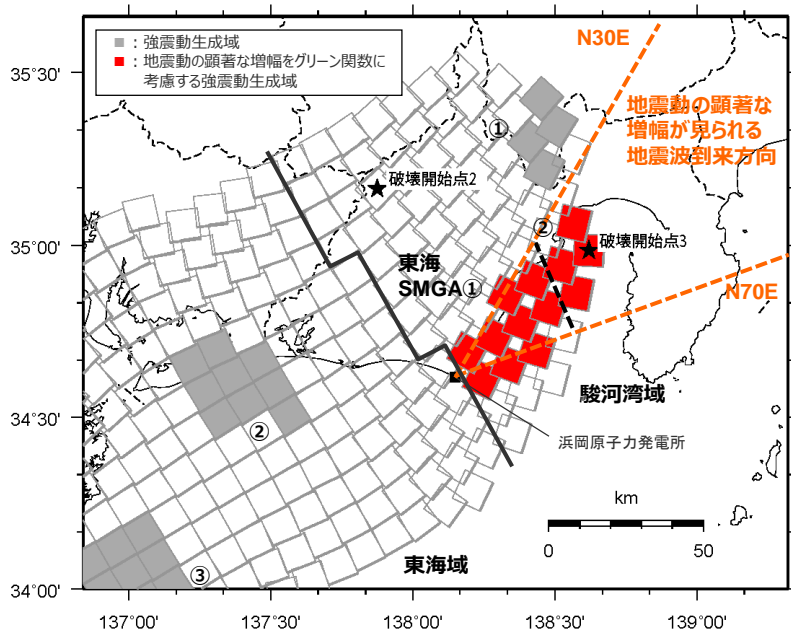 ■ : 強震動生成域
■ : 地震動の顕著な増幅をグリーン関数に
考慮する強震動生成域
N30E
地震動の顕著な
増幅が見られる
地震波到来方向
35°30'
35°00'
34°30'
34°00'
①
★ 破壊開始点2
②
★ 破壊開始点3
東海
SMGA①
N70E
駿河湾域
浜岡原子力発電所
②
東海域
③
km
0 50
137°00' 137°30' 138°00' 138°30' 139°00'